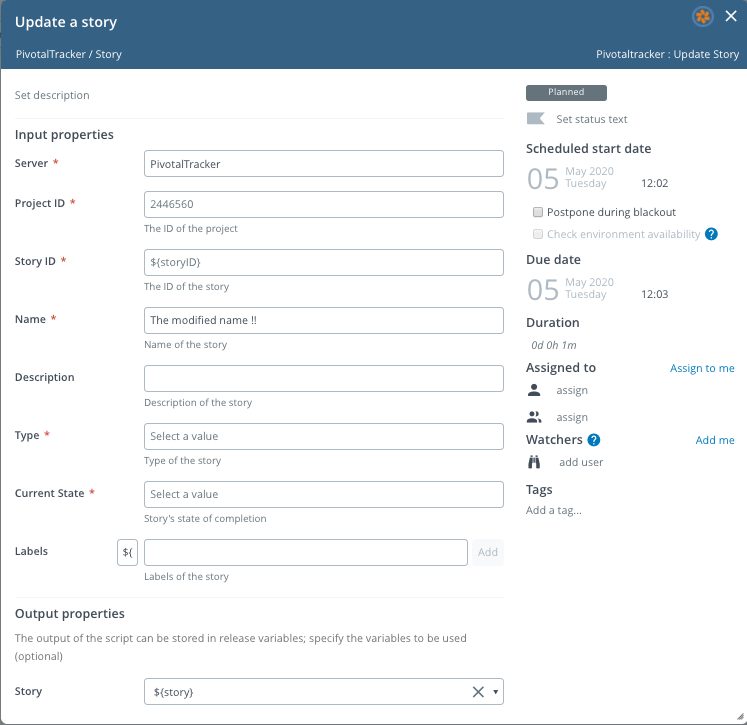 Update a story
PivotalTracker / Story
Pivotaltracker : Update Story
Set description
Input properties
Server *
PivotalTracker
Project ID *
2446560
The ID of the project
Story ID *
${storyID}
The ID of the story
Name *
The modified name !!
Name of the story
Description
Description of the story
Type *
Select a value
Type of the story
Current State *
Select a value
Story's state of completion
Labels
${
Add
Labels of the story
Output properties
The output of the script can be stored in release variables; specify the variables to be used
(optional)
Story
${story}
Planned
Set status text
Scheduled start date
05 May 2020
Tuesday
12:02
Postpone during blackout
Check environment availability ?
Due date
05 May 2020
Tuesday
12:03
Duration
0d 0h 1m
Assigned to
Assign to me
assign
assign
Watchers ?
Add me
add user
Tags
Add a tag...